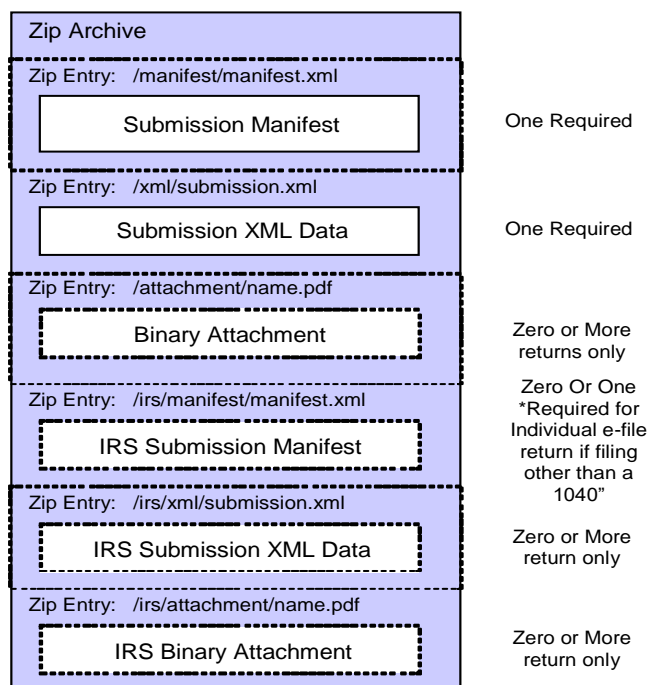 Zip Archive
Zip Entry: /manifest/manifest.xml
Submission Manifest
One Required
Zip Entry: /xml/submission.xml
Submission XML Data
One Required
Zip Entry: /attachment/name.pdf
Binary Attachment
Zero or More
returns only
Zip Entry: /irs/manifest/manifest.xml
IRS Submission Manifest
Zero Or One
*Required for
Individual e-file
return if filing
other than a
1040”
Zip Entry: /irs/xml/submission.xml
IRS Submission XML Data
Zero or More
return only
Zip Entry: /irs/attachment/name.pdf
IRS Binary Attachment
Zero or More
return only